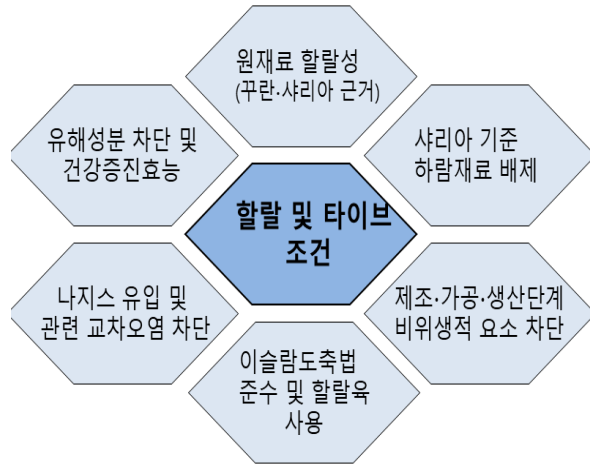 원재료 할랄성
(꾸란·샤리아 근거)
유해성분 차단 및
건강증진효능
샤리아 기준
하람재료 배제
할랄 및 타이브
조건
나지스 유입 및
관련 교차오염 차단
제조·가공·생산단계
비위생적 요소 차단
이슬람도축법
준수 및 할랄육
사용